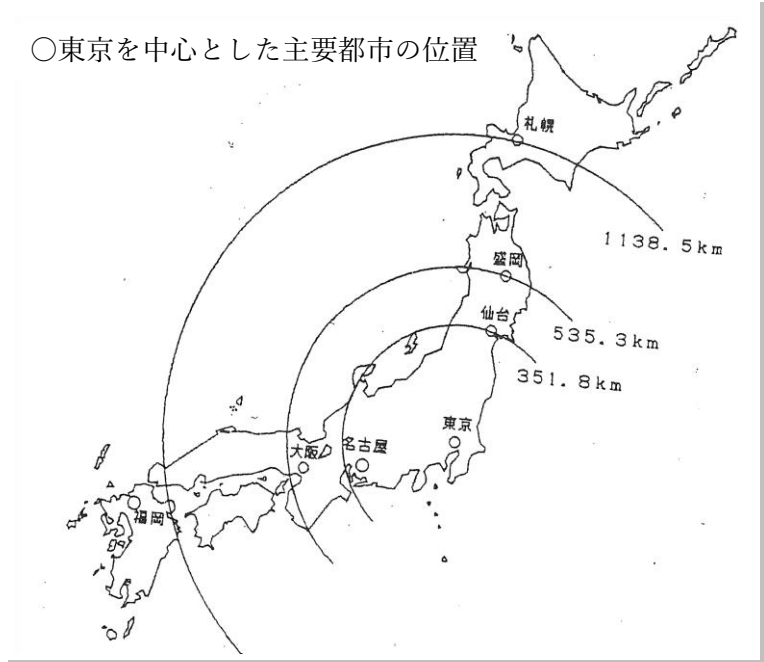 ○東京を中心とした主要都市の位置
札幌
1138.5km
盛岡
仙台
535.3km
351.8km
東京
名古屋
大阪
福岡